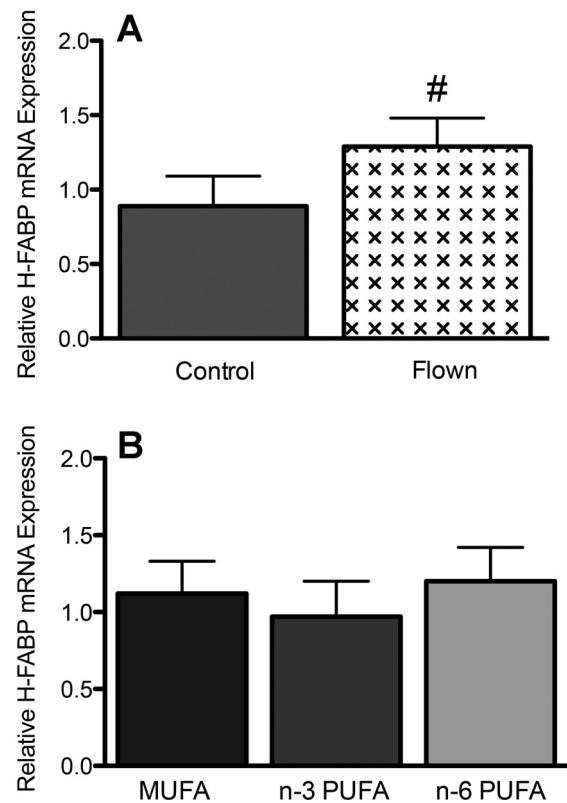 A
Relative H-FABP mRNA Expression
2.0
1.5
1.0
0.5
0.0
#
Control Flown
B
Relative H-FABP mRNA Expression
2.0
1.5
1.0
0.5
0.0
MUFA n-3 PUFA n-6 PUFA